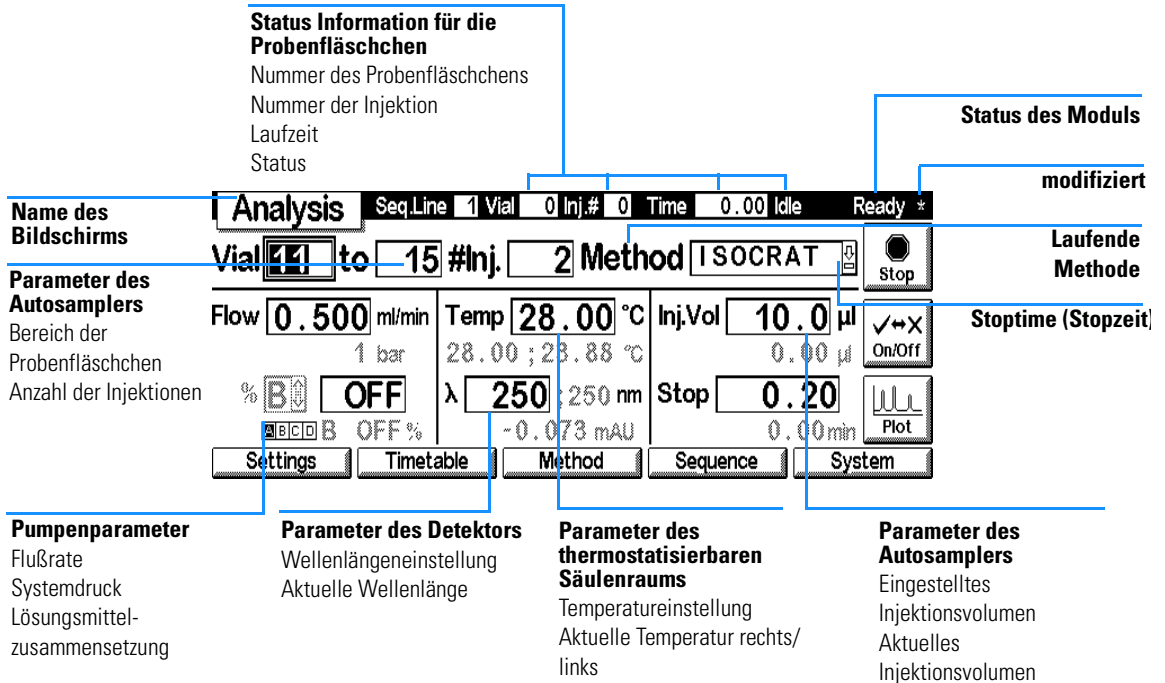 Status Information für die
Probenfläschchen
Nummer des Probenfläschchens
Nummer der Injektion
Laufzeit
Status
Status des Moduls
modifiziert
Name des
Bildschirms
Analysis Seq.Line 1 Vial 0 Inj.# 0 Time 0.00 Idle Ready *
Laufende
Methode
Vial 11 to 15 #Inj. 2 Method ISOCRAT
Stop
Parameter des
Autosamplers
Bereich der
Probenfläschchen
Anzahl der Injektionen
Stoptime (Stopzeit)
Flow 0.500 ml/min Temp 28.00 °C Inj.Vol 10.0 µl
On/Off
1 bar 28.00 ; 28.88 °C 0.00 µl
% B OFF λ 250 ; 250 nm Stop 0.20
Plot
A B C D B OFF % -0.073 mAU 0.00 min
Settings Timetable Method Sequence System
Pumpenparameter
Flußrate
Systemdruck
Lösungsmittel-
zusammensetzung
Parameter des Detektors
Wellenlängeneinstellung
Aktuelle Wellenlänge
Parameter des
thermostatisierbaren
Säulenraums
Temperatureinstellung
Aktuelle Temperatur rechts/
links
Parameter des
Autosamplers
Eingestelltes
Injektionsvolumen
Aktuelles
Injektionsvolumen